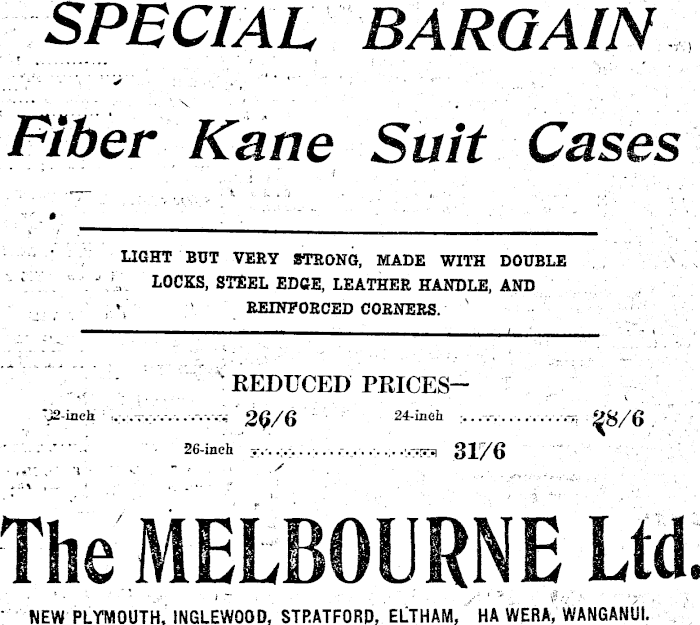 SPECIAL BARGAIN
Fiber Kane Suit Cases
LIGHT BUT VERY STRONG, MADE WITH DOUBLE
LOCKS, STEEL EDGE, LEATHER HANDLE, AND
REINFORCED CORNERS.
REDUCED PRICES—
2-inch .................. 26/6 24-inch .................. 28/6
26-inch ........................... 31/6
The MELBOURNE Ltd.
NEW PLYMOUTH, INGLEWOOD, STRATFORD, ELTHAM, HA WERA, WANGANUI.